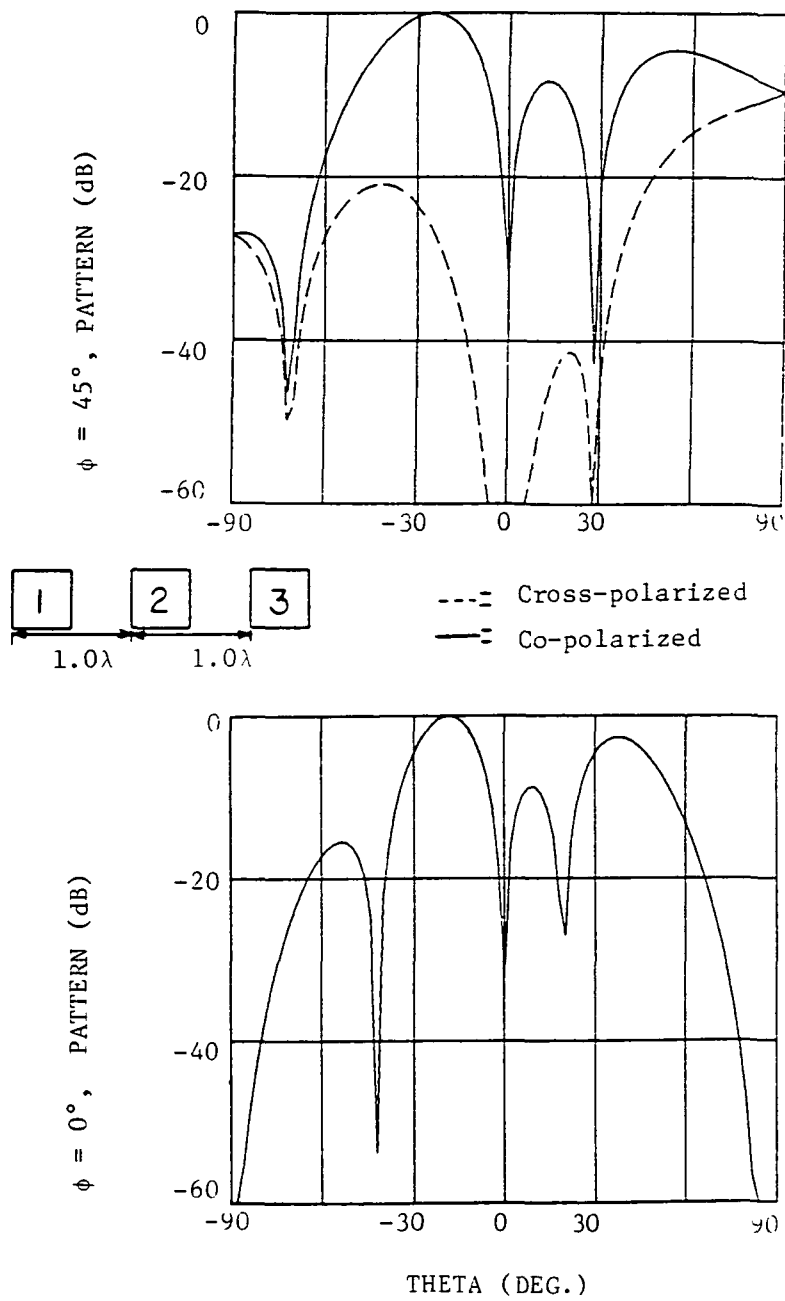 φ = 45°, PATTERN (dB)
0
-20
-40
-60
-90 -30 0 30 90
1 2 3
1.0λ 1.0λ
Cross-polarized
Co-polarized
φ = 0°, PATTERN (dB)
0
-20
-40
-60
-90 -30 0 30 90
THETA (DEG.)